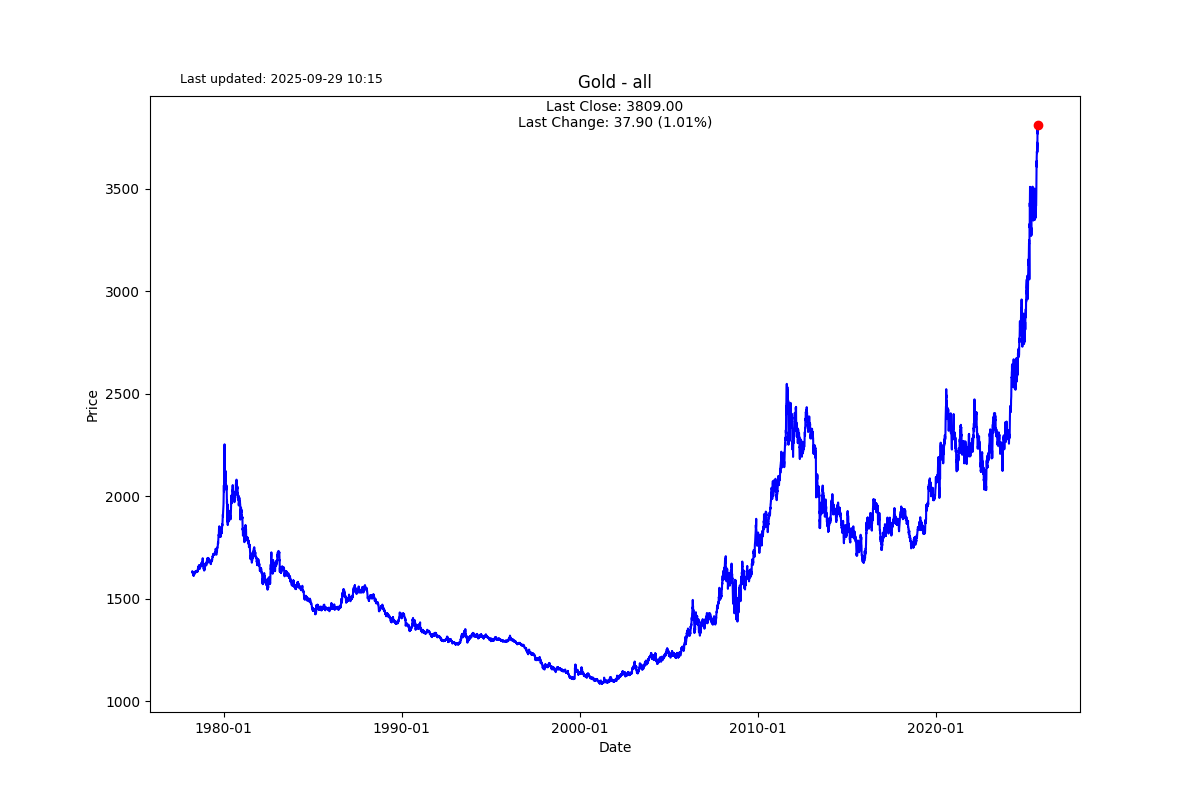 Last updated: 2025-09-29 10:15
Gold - all
Last Close: 3809.00
Last Change: 37.90 (1.01%)
Price
3500
3000
2500
2000
1500
1000
1980-01
1990-01
2000-01
2010-01
2020-01
Date